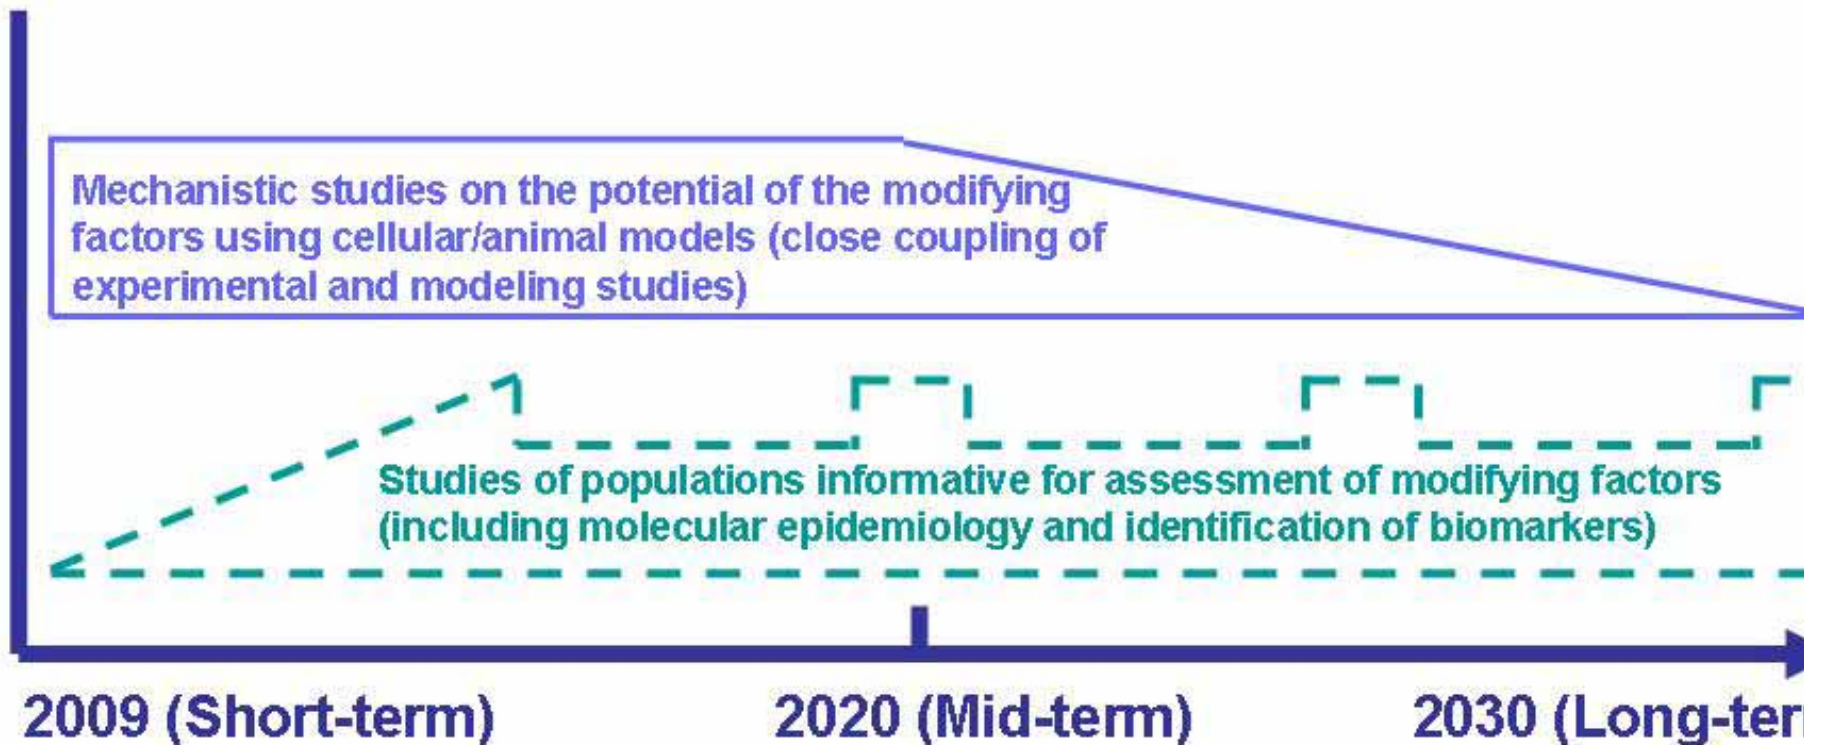 Mechanistic studies on the potential of the modifying
factors using cellular/animal models (close coupling of
experimental and modeling studies)
Studies of populations informative for assessment of modifying factors
(including molecular epidemiology and identification of biomarkers)
2009 (Short-term) 2020 (Mid-term) 2030 (Long-ter